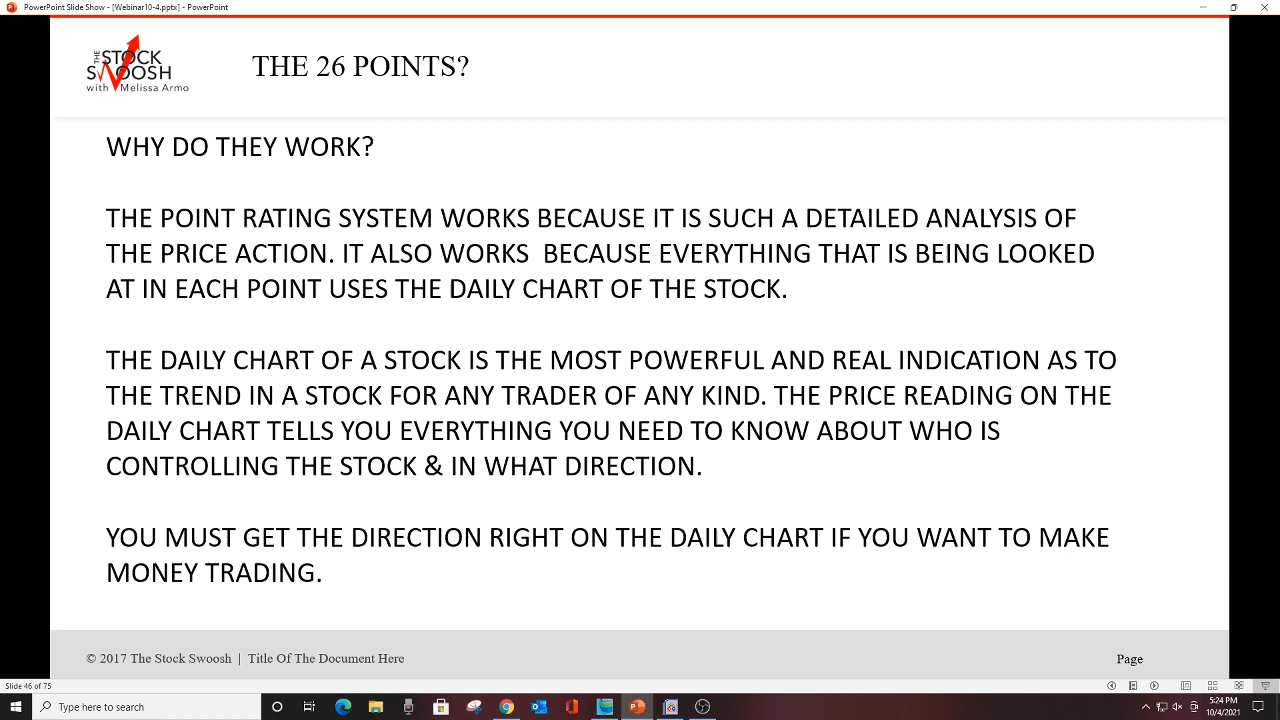 PowerPoint Slide Show - [Webinar10-4.pptx] - PowerPoint
THE
STOCK
SWOOSH
with Melissa Armo
THE 26 POINTS?
WHY DO THEY WORK?
THE POINT RATING SYSTEM WORKS BECAUSE IT IS SUCH A DETAILED ANALYSIS OF
THE PRICE ACTION. IT ALSO WORKS  BECAUSE EVERYTHING THAT IS BEING LOOKED
AT IN EACH POINT USES THE DAILY CHART OF THE STOCK.
THE DAILY CHART OF A STOCK IS THE MOST POWERFUL AND REAL INDICATION AS TO
THE TREND IN A STOCK FOR ANY TRADER OF ANY KIND. THE PRICE READING ON THE
DAILY CHART TELLS YOU EVERYTHING YOU NEED TO KNOW ABOUT WHO IS
CONTROLLING THE STOCK & IN WHAT DIRECTION.
YOU MUST GET THE DIRECTION RIGHT ON THE DAILY CHART IF YOU WANT TO MAKE
MONEY TRADING.
© 2017 The Stock Swoosh | Title Of The Document Here
Page
Slide 46 of 75
Type here to search
5:24 PM
10/4/2021